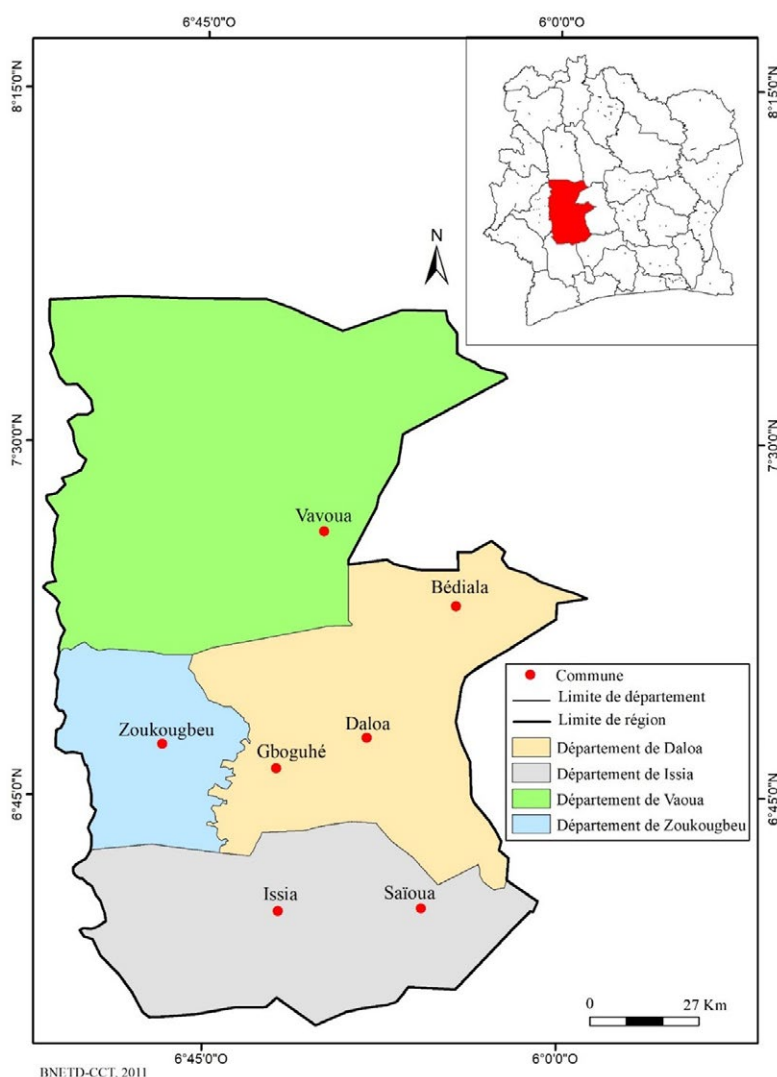 6°45'0"O 6°0'0"O
8°15'0"N
8°15'0"N
N
7°30'0"N
7°30'0"N
Vavoua
Bédiala
Zoukougbeu
Gboguhé
Daloa
Commune
Limite de département
Limite de région
Département de Daloa
Département de Issia
Département de Vaoua
Département de Zoukougbeu
6°45'0"N
6°45'0"N
Issia
Saïoua
0 27 Km
6°45'0"O 6°0'0"O
BNETD-CCT, 2011